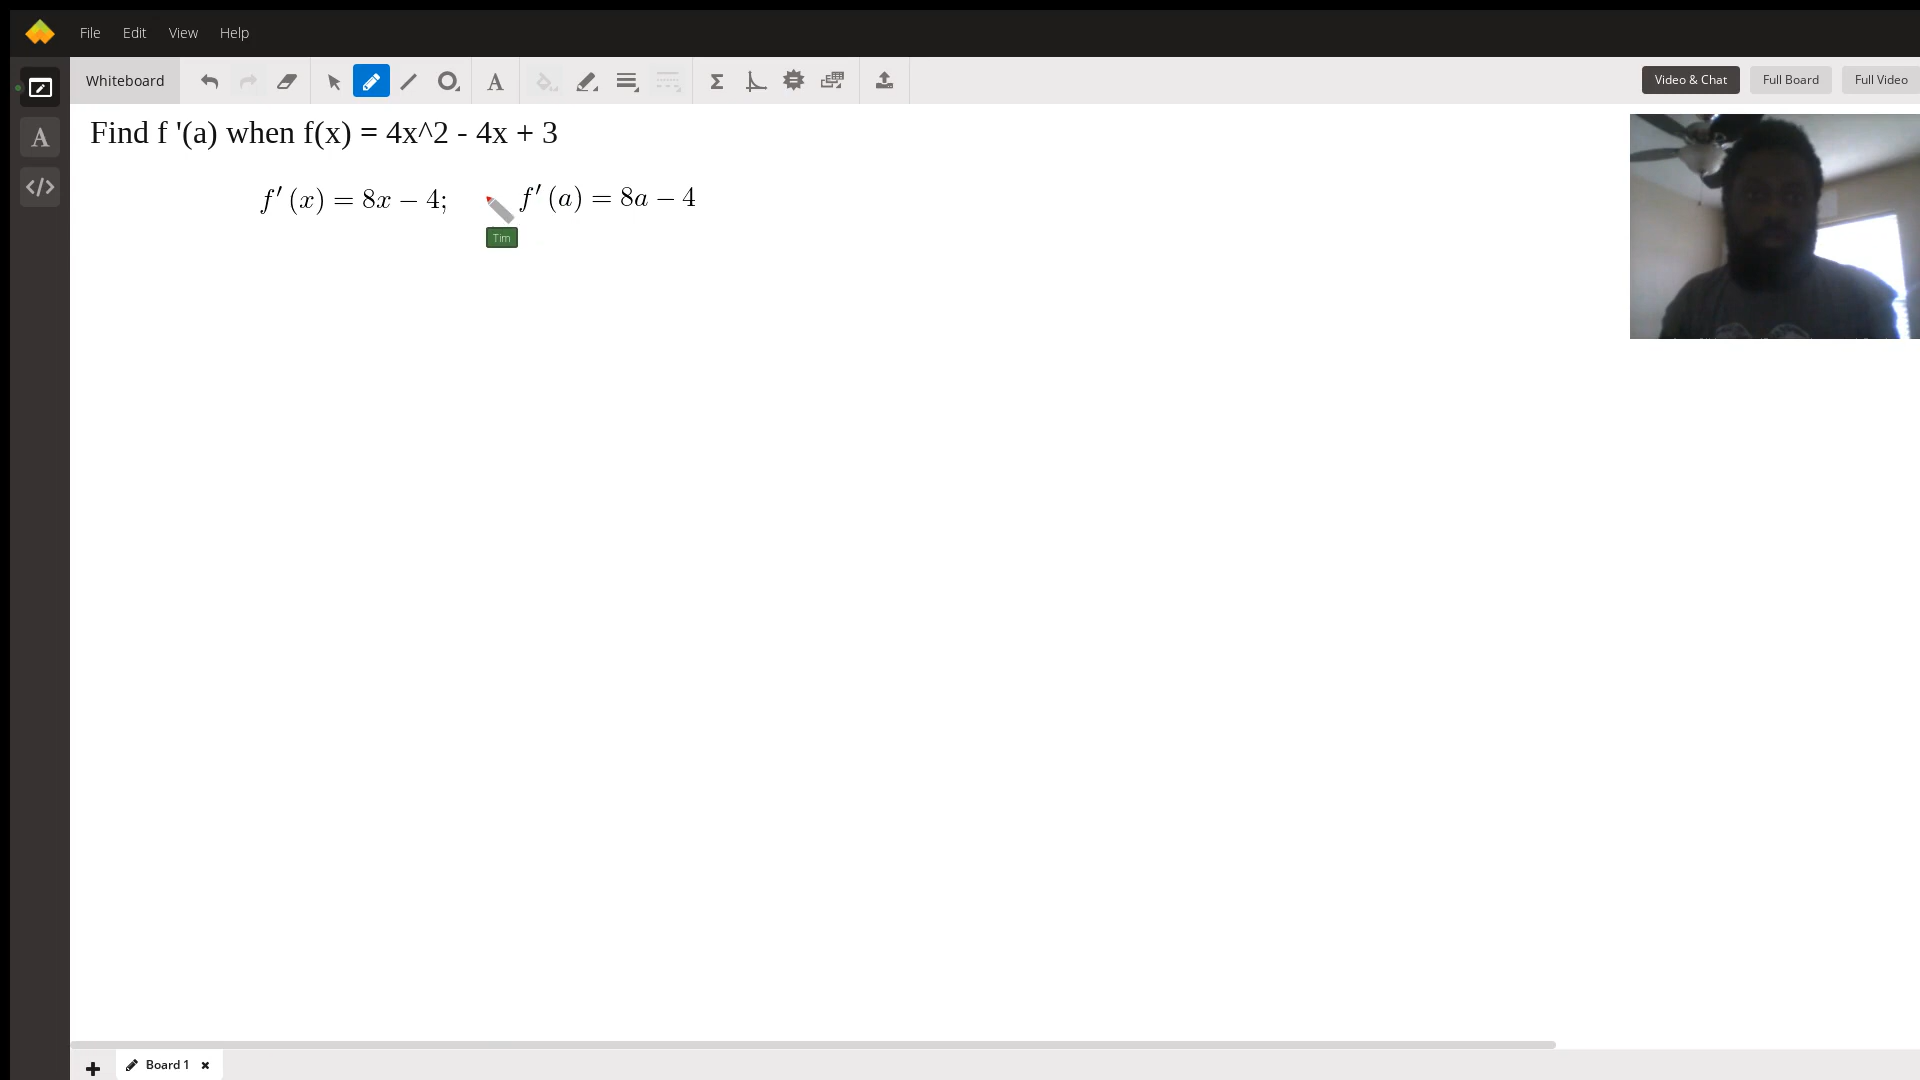 File Edit View Help
Whiteboard A Σ Video & Chat Full Board Full Video
A
</>
Find f '(a) when f(x) = 4x^2 - 4x + 3
f′ (x) = 8x − 4; f′ (a) = 8a − 4
Tim
Board 1